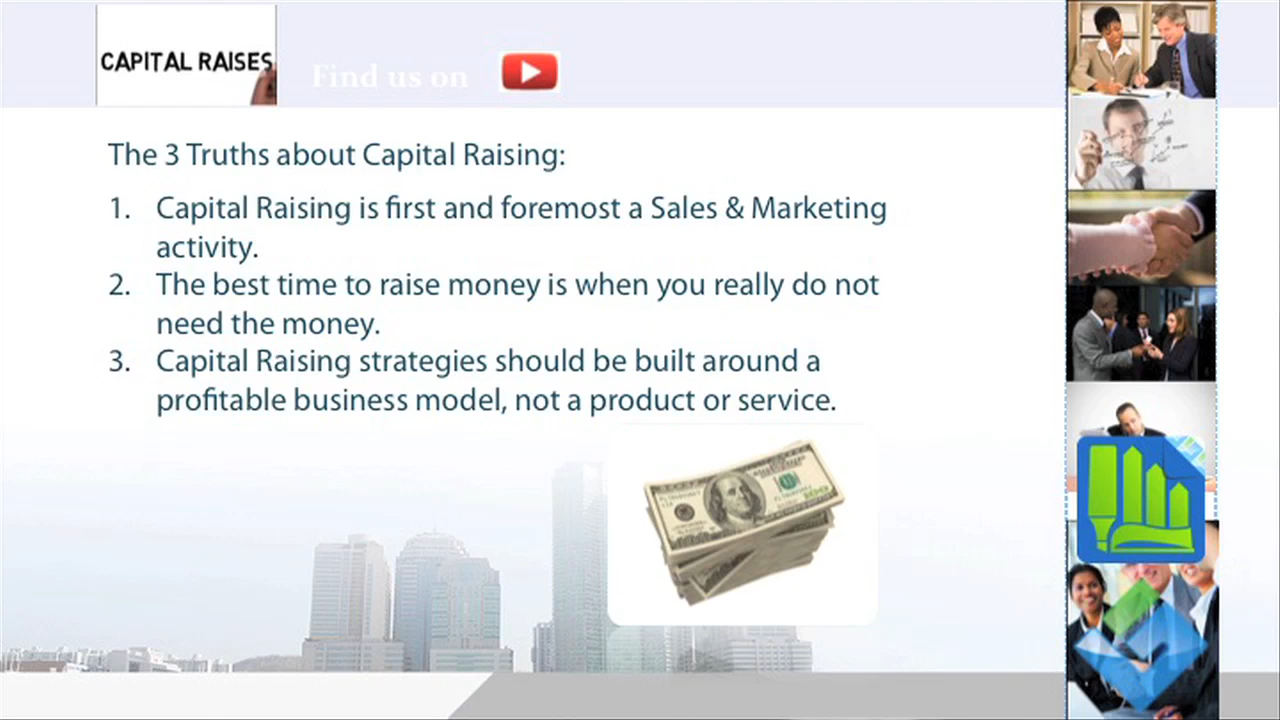 CAPITAL RAISES
Find us on
The 3 Truths about Capital Raising:
1. Capital Raising is first and foremost a Sales & Marketing
activity.
2. The best time to raise money is when you really do not
need the money.
3. Capital Raising strategies should be built around a
profitable business model, not a product or service.